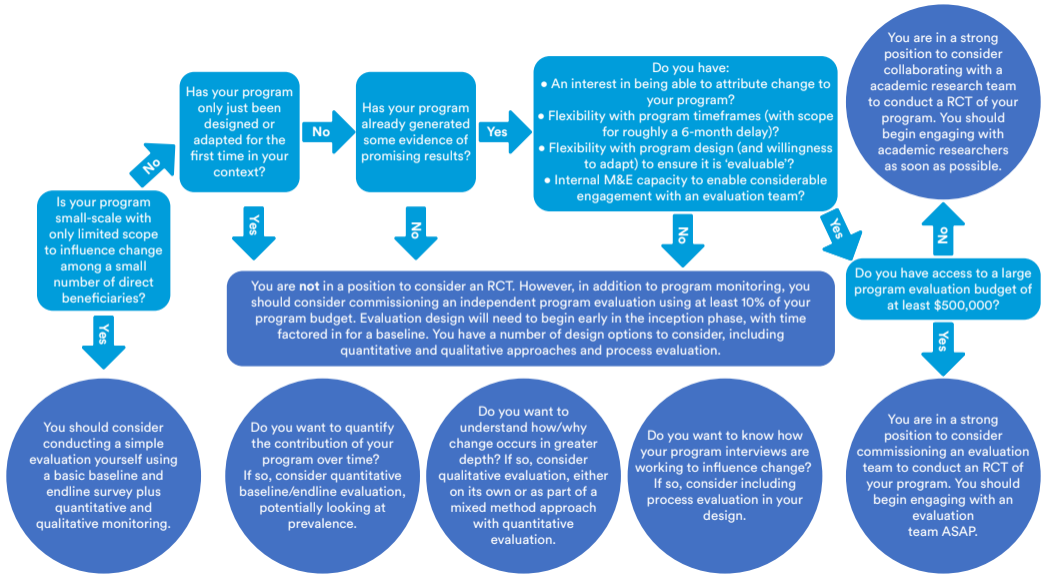 Is your program
small-scale with
only limited scope
to influence change
among a small
number of direct
beneficiaries?
No
Yes
Has your program
only just been
designed or
adapted for the
first time in your
context?
No
Yes
Has your program
already generated
some evidence of
promising results?
Yes
No
Do you have:
• An interest in being able to attribute change to
your program?
• Flexibility with program timeframes (with scope
for roughly a 6-month delay)?
• Flexibility with program design (and willingness
to adapt) to ensure it is ‘evaluable’?
• Internal M&E capacity to enable considerable
engagement with an evaluation team?
No
Yes
Do you have access to a large
program evaluation budget of
at least $500,000?
No
Yes
You are in a strong
position to consider
collaborating with a
academic research team
to conduct a RCT of your
program. You should
begin engaging with
academic researchers
as soon as possible.
You are not in a position to consider an RCT. However, in addition to program monitoring, you
should consider commissioning an independent program evaluation using at least 10% of your
program budget. Evaluation design will need to begin early in the inception phase, with time
factored in for a baseline. You have a number of design options to consider, including
quantitative and qualitative approaches and process evaluation.
You should consider
conducting a simple
evaluation yourself using
a basic baseline and
endline survey plus
quantitative and
qualitative monitoring.
Do you want to quantify
the contribution of your
program over time?
If so, consider quantitative
baseline/endline evaluation,
potentially looking at
prevalence.
Do you want to
understand how/why
change occurs in greater
depth? If so, consider
qualitative evaluation, either
on its own or as part of a
mixed method approach
with quantitative
evaluation.
Do you want to know how
your program interviews are
working to influence change?
If so, consider including
process evaluation in your
design.
You are in a strong
position to consider
commissioning an evaluation
team to conduct an RCT of
your program. You should
begin engaging with an
evaluation
team ASAP.